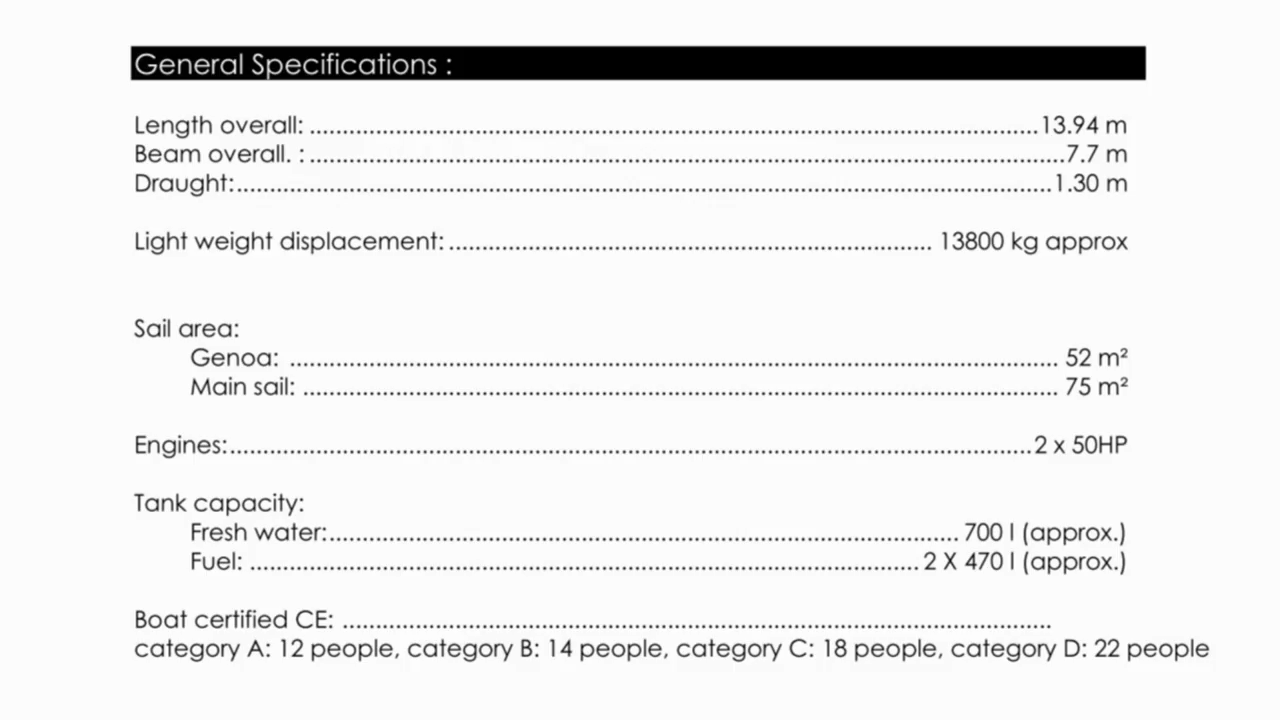 General Specifications :
Length overall: ........................................................................................................13.94 m
Beam overall. : ............................................................................................................7.7 m
Draught:.....................................................................................................................1.30 m
Light weight displacement: ..................................................................... 13800 kg approx
Sail area:
Genoa: ............................................................................................................. 52 m²
Main sail: ........................................................................................................... 75 m²
Engines:..................................................................................................................2 x 50HP
Tank capacity:
Fresh water:.......................................................................................... 700 l (approx.)
Fuel: ................................................................................................2 X 470 l (approx.)
Boat certified CE: .....................................................................................................
category A: 12 people, category B: 14 people, category C: 18 people, category D: 22 people